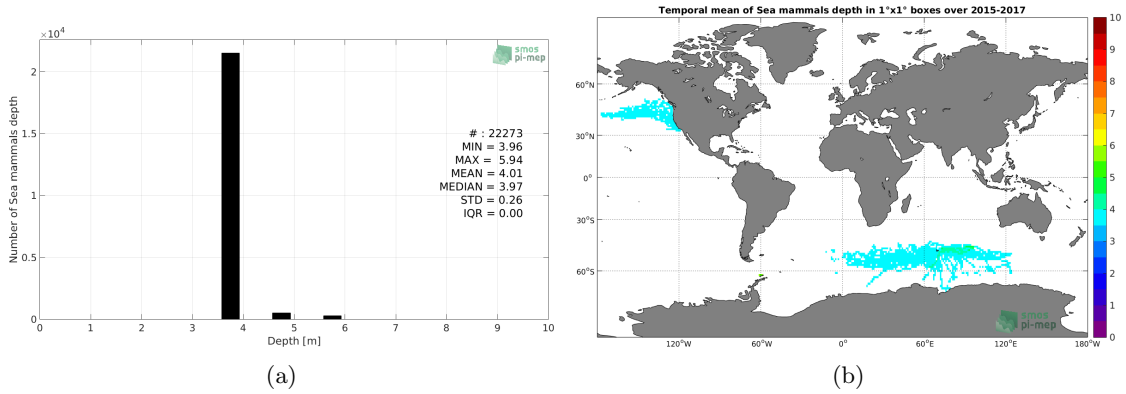 ×10⁴
2
1.5
1
0.5
0
Number of Sea mammals depth
smos
pi-mep
# : 22273
MIN = 3.96
MAX = 5.94
MEAN = 4.01
MEDIAN = 3.97
STD = 0.26
IQR = 0.00
0 1 2 3 4 5 6 7 8 9 10
Depth [m]
(a)
Temporal mean of Sea mammals depth in 1°x1° boxes over 2015-2017
60°N
30°N
0°
30°S
60°S
120°W 60°W 0° 60°E 120°E 180°W
smos
pi-mep
10
9
8
7
6
5
4
3
2
1
0
(b)